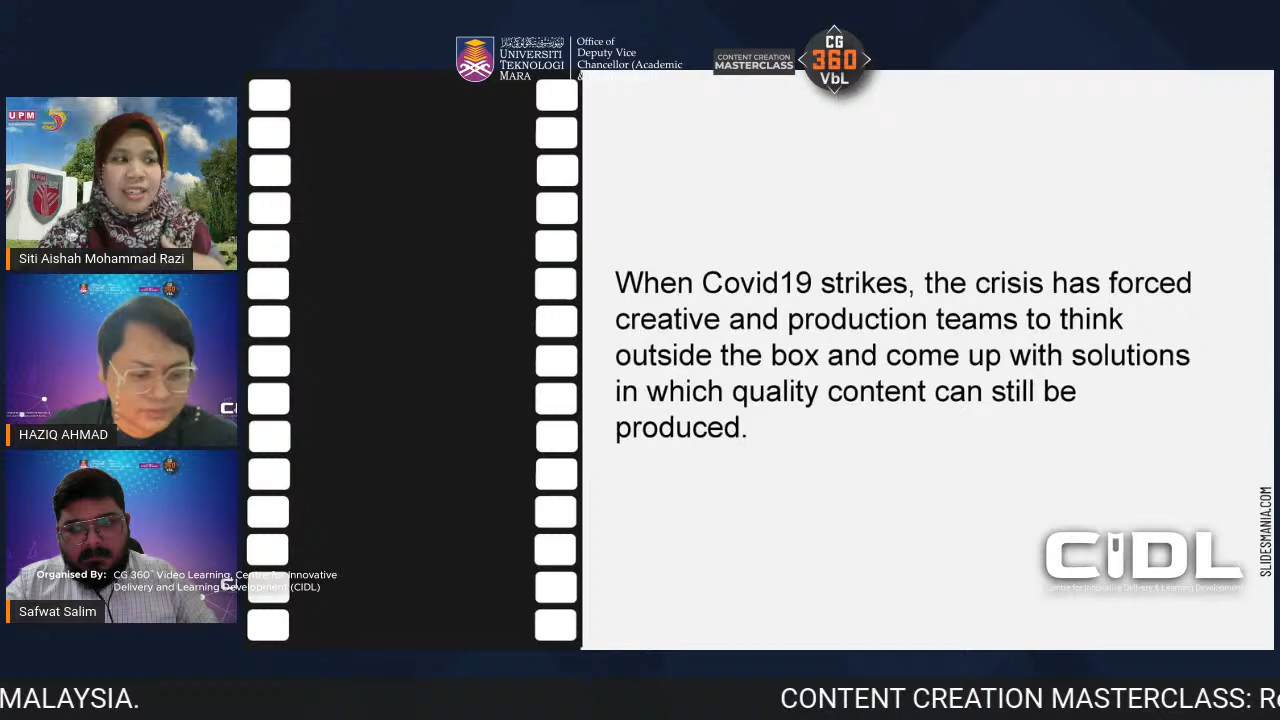 UNIVERSITI
TEKNOLOGI
MARA
Office of
Deputy Vice
Chancellor (Academic
CONTENT CREATION
MASTERCLASS
CG
360
VbL
UPM
Siti Aishah Mohammad Razi
HAZIQ AHMAD
Organised By: CG 360° Video Learning, Centre for Innovative
Delivery and Learning Development (CIDL)
Safwat Salim
When Covid19 strikes, the crisis has forced
creative and production teams to think
outside the box and come up with solutions
in which quality content can still be
produced.
CIDL
Centre for Innovative Delivery & Learning Development
SLIDESMANIA.COM
MALAYSIA.
CONTENT CREATION MASTERCLASS: Re